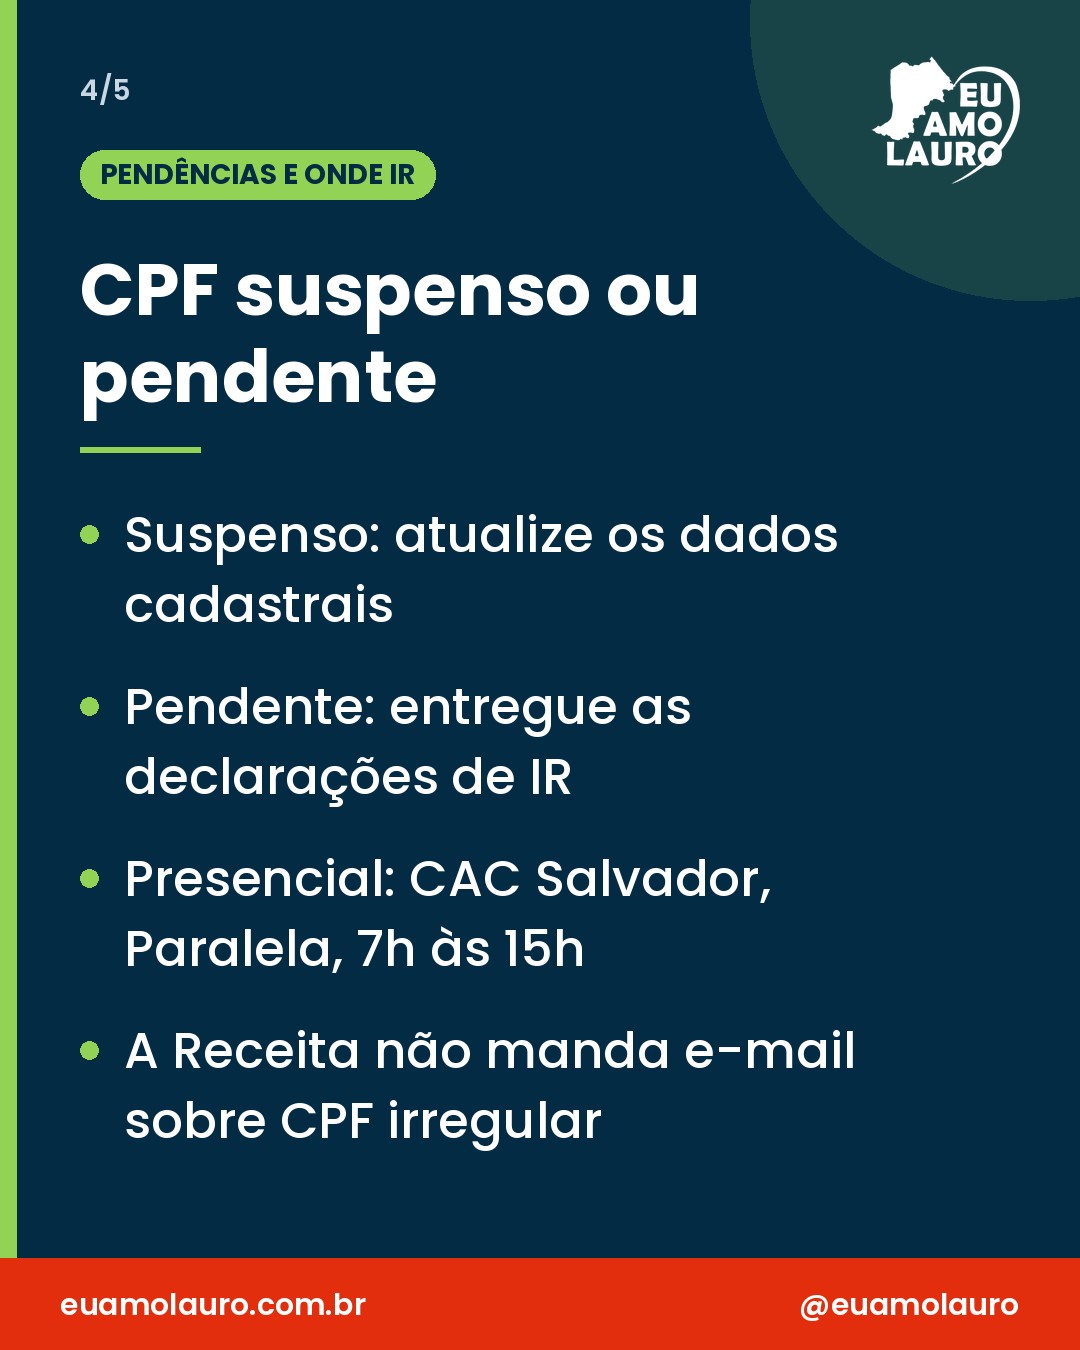 4/5
EU
AMO
LAURO
PENDÊNCIAS E ONDE IR
CPF suspenso ou
pendente
Suspenso: atualize os dados
cadastrais
Pendente: entregue as
declarações de IR
Presencial: CAC Salvador,
Paralela, 7h às 15h
A Receita não manda e-mail
sobre CPF irregular
euamolauro.com.br
@euamolauro